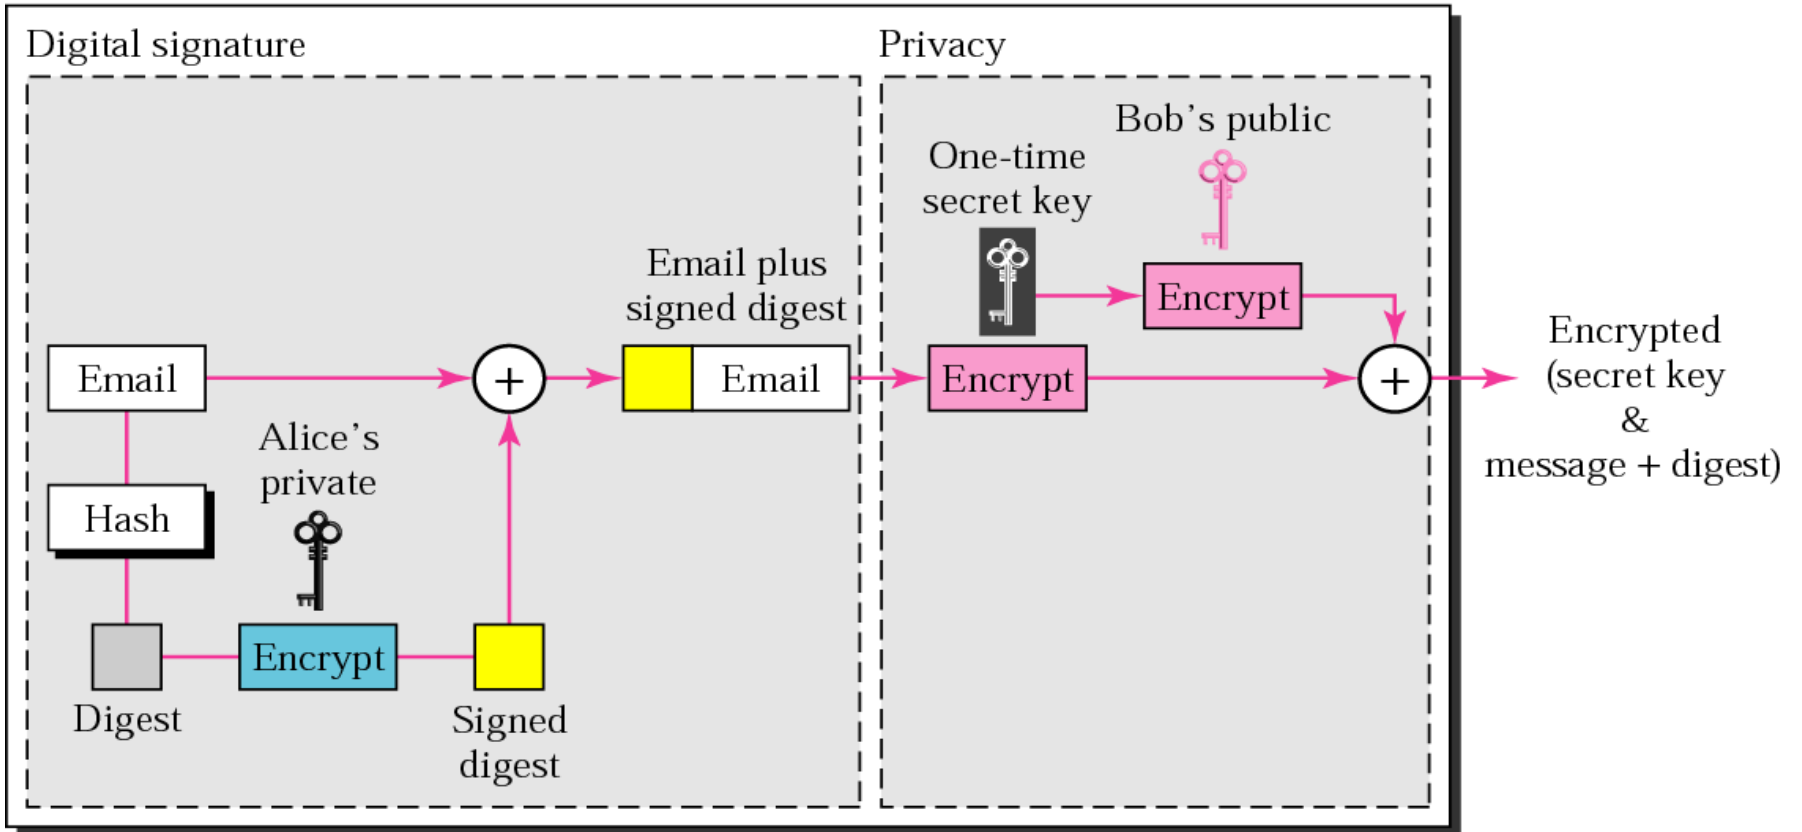 Digital signature
Privacy
Bob's public
One-time
secret key
Email plus
signed digest
Encrypt
Email
+
Email
Encrypt
+
Encrypted
(secret key
&
message + digest)
Alice's
private
Hash
Encrypt
Digest
Signed
digest